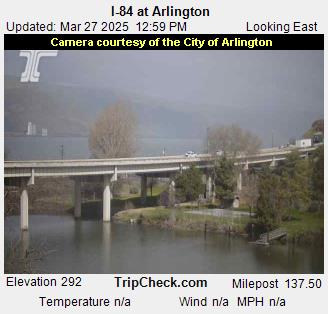 I-84 at Arlington
Updated: Mar 27 2025 12:59 PM Looking East
Camera courtesy of the City of Arlington
Elevation 292 TripCheck.com Milepost 137.50
Temperature n/a Wind n/a MPH n/a